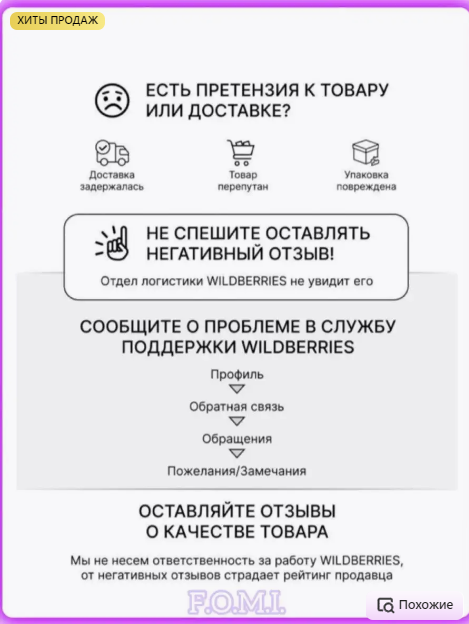 ХИТЫ ПРОДАЖ
ЕСТЬ ПРЕТЕНЗИЯ К ТОВАРУ
ИЛИ ДОСТАВКЕ?
Доставка
задержалась
Товар
перепутан
Упаковка
повреждена
НЕ СПЕШИТЕ ОСТАВЛЯТЬ
НЕГАТИВНЫЙ ОТЗЫВ!
Отдел логистики WILDBERRIES не увидит его
СООБЩИТЕ О ПРОБЛЕМЕ В СЛУЖБУ
ПОДДЕРЖКИ WILDBERRIES
Профиль
Обратная связь
Обращения
Пожелания/Замечания
ОСТАВЛЯЙТЕ ОТЗЫВЫ
О КАЧЕСТВЕ ТОВАРА
Мы не несем ответственность за работу WILDBERRIES,
от негативных отзывов страдает рейтинг продавца
F.O.M.I.
Похожие